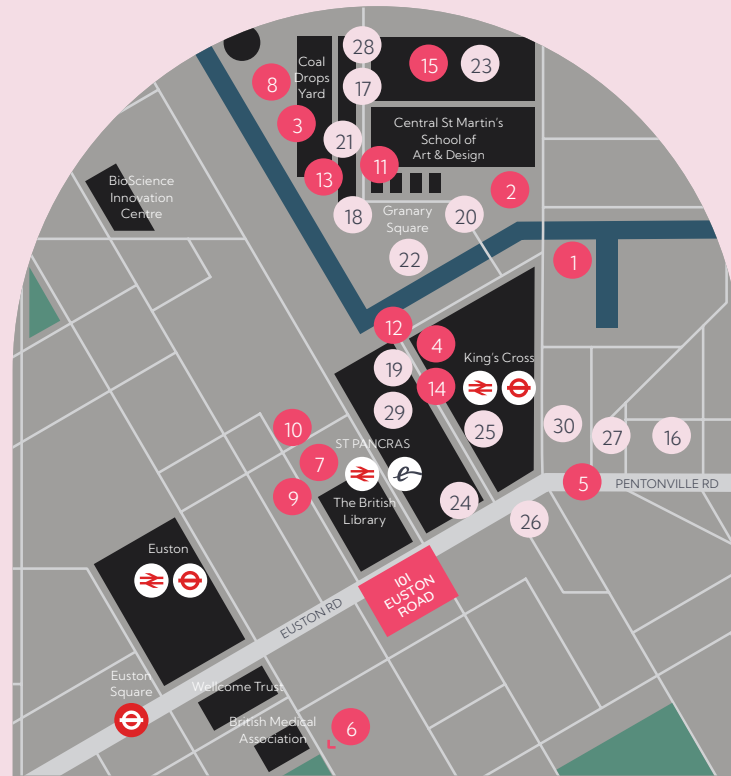 28
Coal
Drops
Yard
15
23
8
17
3
Central St Martin's
School of
Art & Design
21
11
13
BioScience
Innovation
Centre
2
18
Granary
Square
20
22
1
12
4
King's Cross
19
14
29
25
30
27
16
10
ST PANCRAS
7
9
The British
Library
24
5
PENTONVILLE RD
26
Euston
101
EUSTON
ROAD
EUSTON RD
Euston
Square
Wellcome Trust
British Medical
Association
6